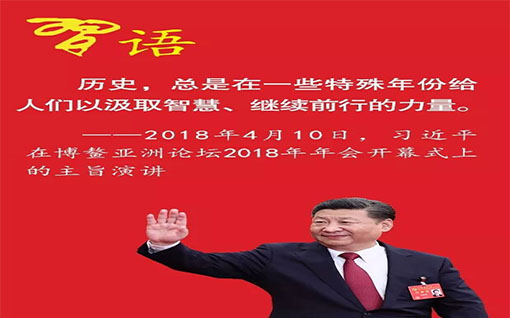 习语
历史，总是在一些特殊年份给
人们以汲取智慧、继续前行的力量。
——2018年4月10日，习近平
在博鳌亚洲论坛2018年年会开幕式上
的主旨演讲